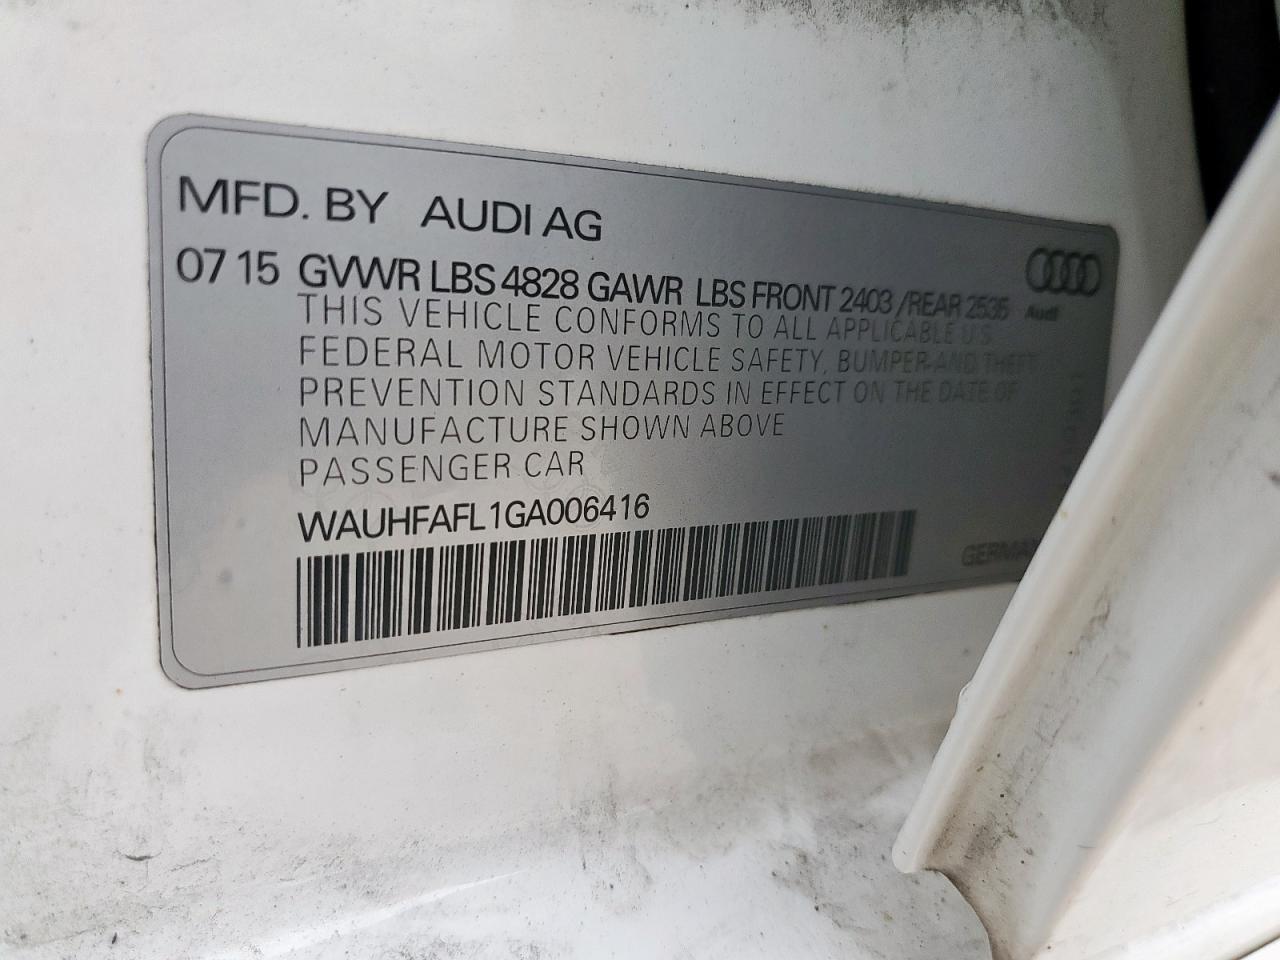 MFD. BY AUDI AG
07 15 GVWR LBS 4828 GAWR LBS FRONT 2403 /REAR 2535
Audi
THIS VEHICLE CONFORMS TO ALL APPLICABLE U.S.
FEDERAL MOTOR VEHICLE SAFETY, BUMPER AND THEFT
PREVENTION STANDARDS IN EFFECT ON THE DATE OF
MANUFACTURE SHOWN ABOVE
PASSENGER CAR
WAUHFAFL1GA006416